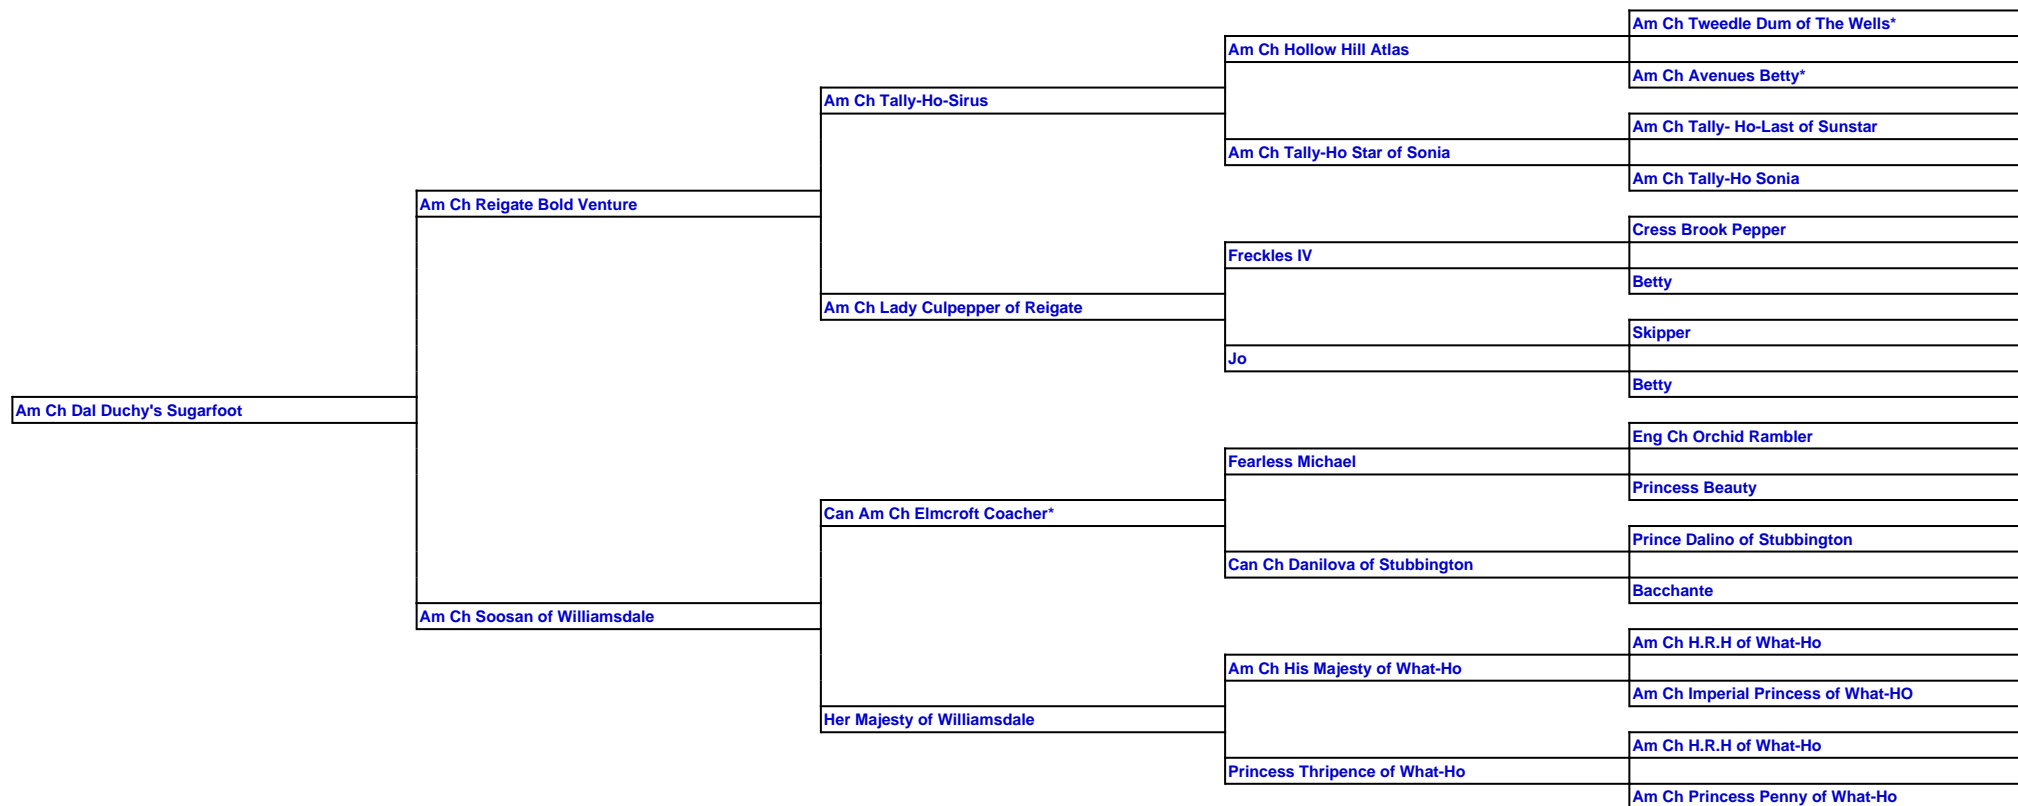 Am Ch Tweedle Dum of The Wells*
Am Ch Hollow Hill Atlas
Am Ch Avenues Betty*
Am Ch Tally-Ho-Sirus
Am Ch Tally- Ho-Last of Sunstar
Am Ch Tally-Ho Star of Sonia
Am Ch Tally-Ho Sonia
Am Ch Reigate Bold Venture
Cress Brook Pepper
Freckles IV
Betty
Am Ch Lady Culpepper of Reigate
Skipper
Jo
Betty
Am Ch Dal Duchy's Sugarfoot
Eng Ch Orchid Rambler
Fearless Michael
Princess Beauty
Can Am Ch Elmcroft Coacher*
Prince Dalino of Stubbington
Can Ch Danilova of Stubbington
Bacchante
Am Ch Soosan of Williamsdale
Am Ch H.R.H of What-Ho
Am Ch His Majesty of What-Ho
Am Ch Imperial Princess of What-HO
Her Majesty of Williamsdale
Am Ch H.R.H of What-Ho
Princess Thripence of What-Ho
Am Ch Princess Penny of What-Ho